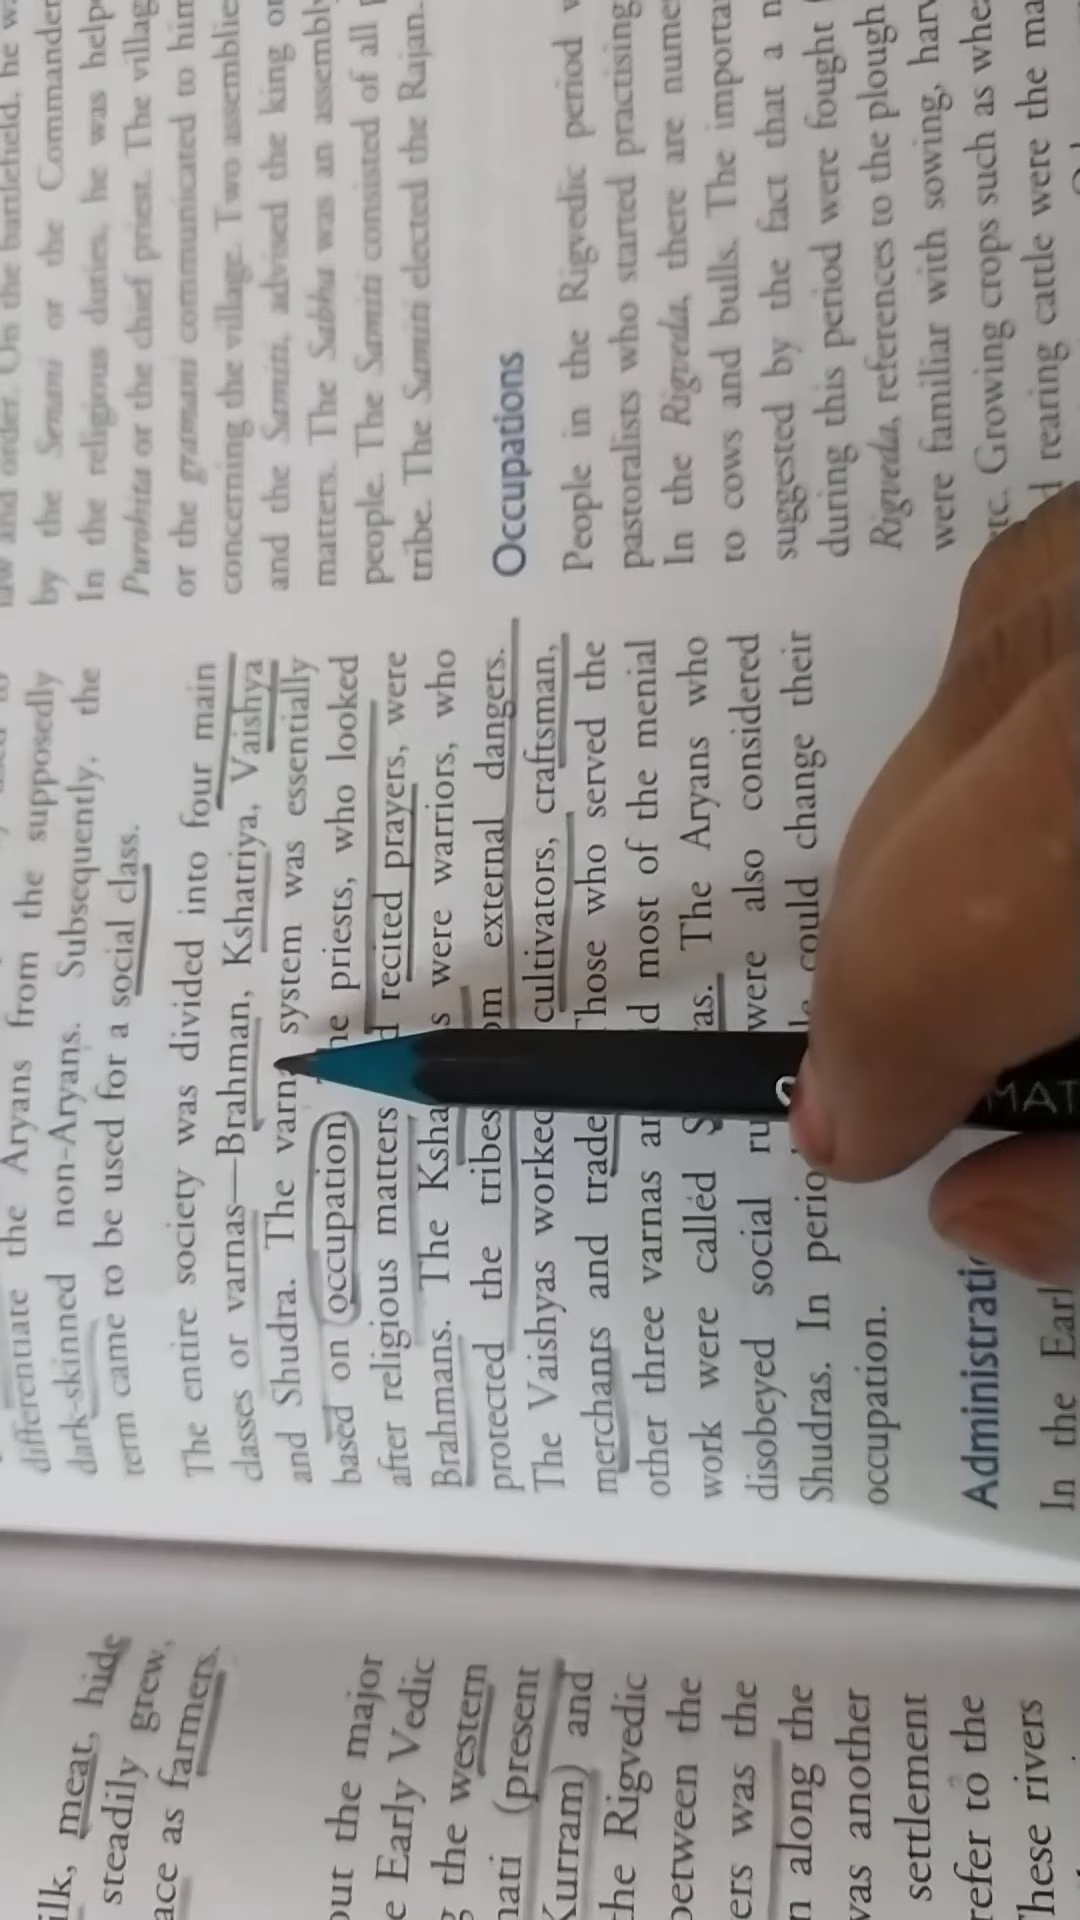 differentiate the Aryans from the supposedly
dark-skinned non-Aryans. Subsequently, the
term came to be used for a social class.
The entire society was divided into four main
classes or varnas—Brahman, Kshatriya, Vaishya
and Shudra. The varn system was essentially
based on occupation priests, who looked
after religious matters recited prayers, were
Brahmans. The Ksha s were warriors, who
protected the tribes om external dangers.
The Vaishyas worked cultivators, craftsman,
merchants and trade hose who served the
other three varnas an d most of the menial
work were called S as. The Aryans who
disobeyed social ru were also considered
Shudras. In perio could change their
occupation.
Administratio
In the Earl
law and order. On the battlefield, he w
by the Senani or the Commander
In the religious duties, he was help
Purohita or the chief priest. The villag
or the gramani communicated to him
concerning the village. Two assemblie
and the Samiti, advised the king o
matters. The Sabha was an assembly
people. The Samiti consisted of all
tribe. The Samiti elected the Rajan.
Occupations
People in the Rigvedic period w
pastoralists who started practising
In the Rigveda, there are nume
to cows and bulls. The importa
suggested by the fact that a n
during this period were fought
Rigveda, references to the plough
were familiar with sowing, harv
etc. Growing crops such as whea
rearing cattle were the ma
ilk, meat, hide
steadily grew,
ace as farmers.
out the major
e Early Vedic
g the western
nati (present
Kurram) and
the Rigvedic
between the
ers was the
n along the
was another
settlement
refer to the
These rivers
MAT